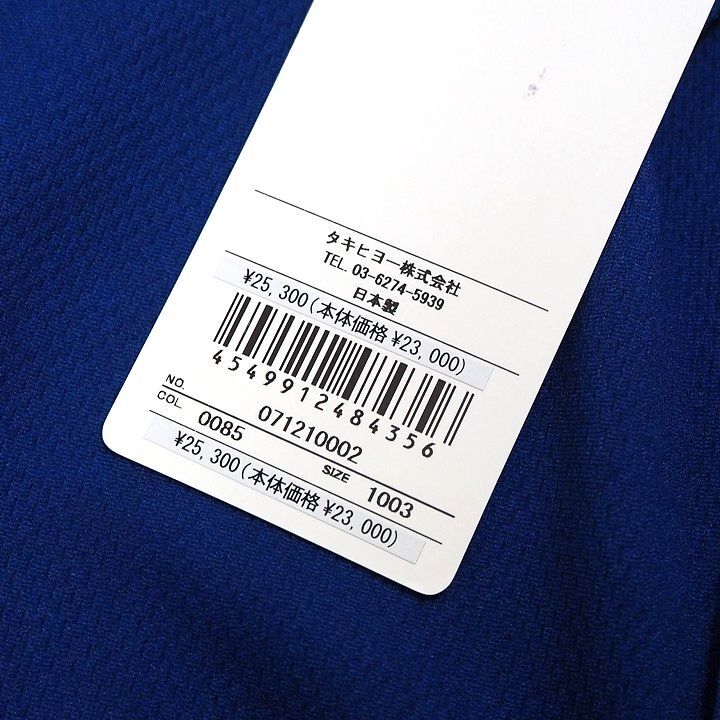 タキヒヨー株式会社
TEL. 03-6274-5939
日本製
¥25,300(本体価格 ¥23,000)
4549912484356
NO. 071210002
COL. 0085 SIZE 1003
¥25,300(本体価格 ¥23,000)